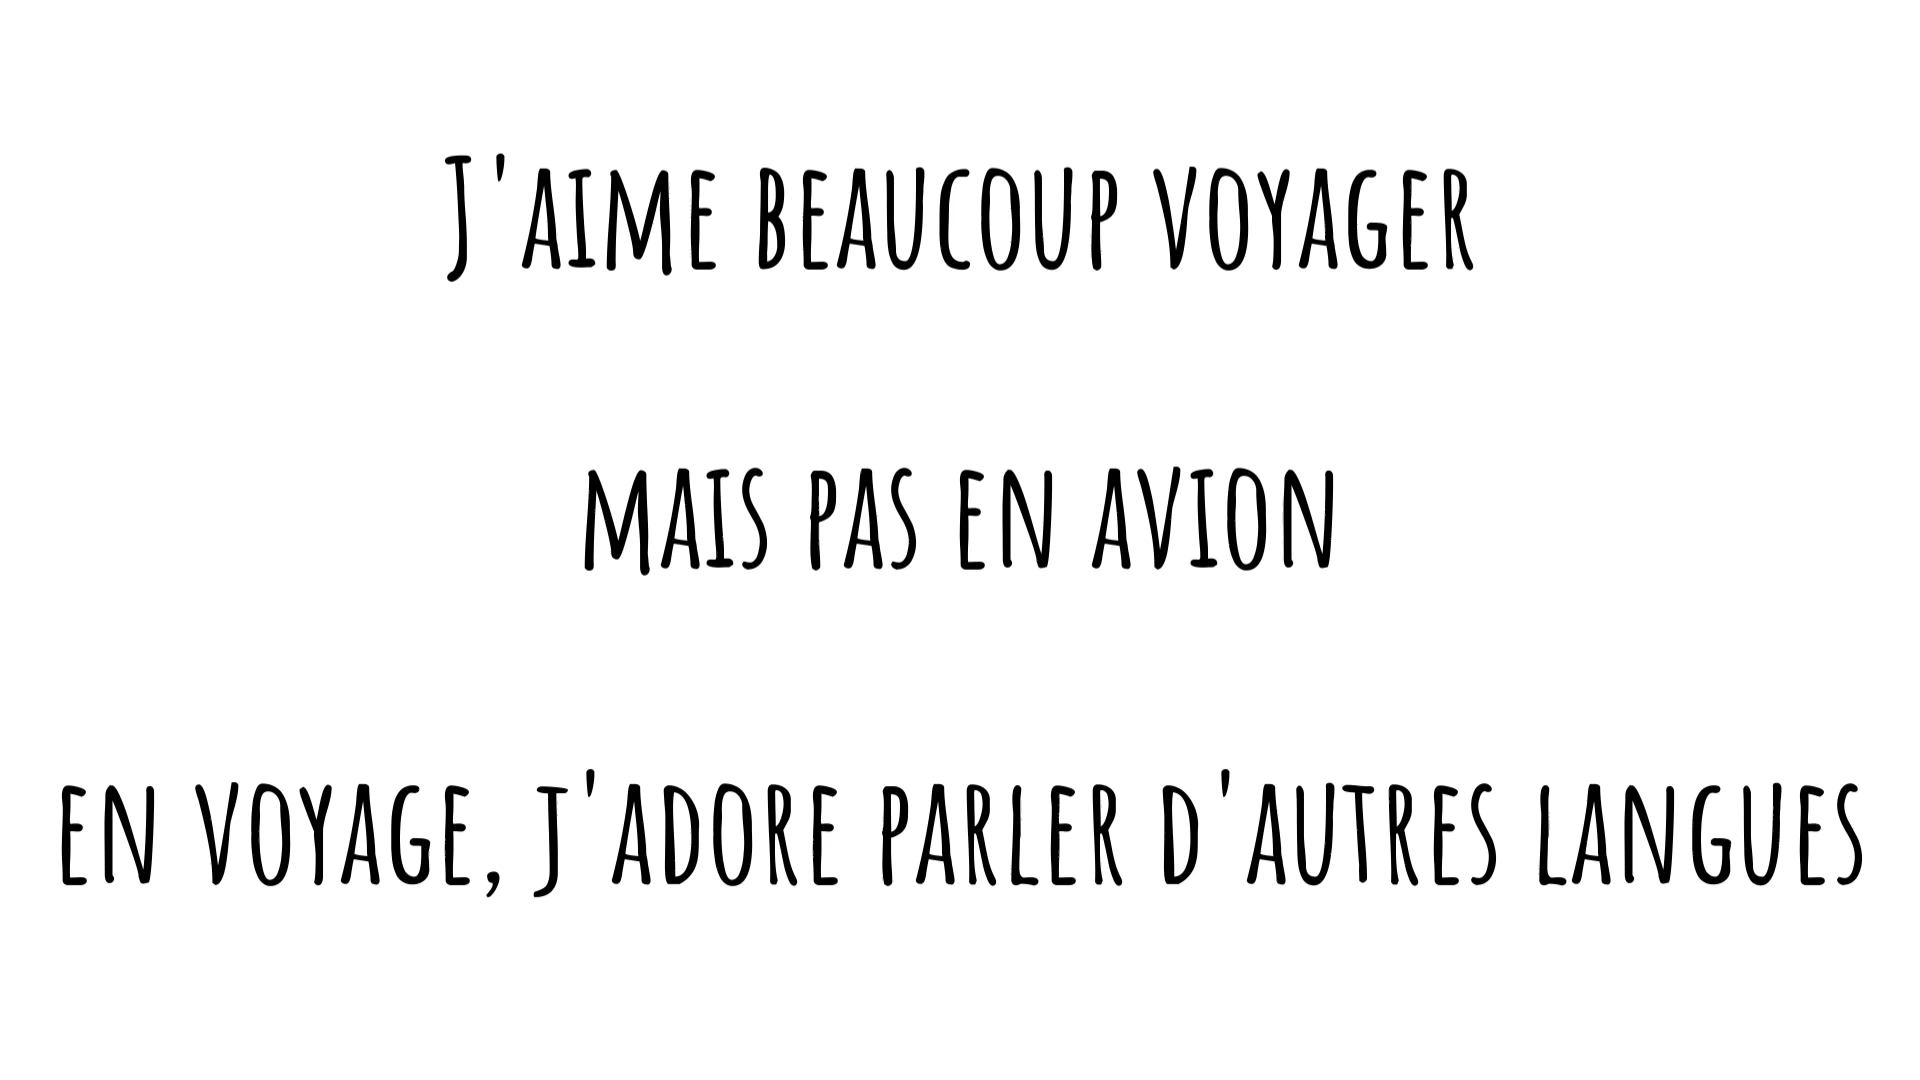 J'aime beaucoup voyager
mais pas en avion
en voyage, j'adore parler d'autres langues